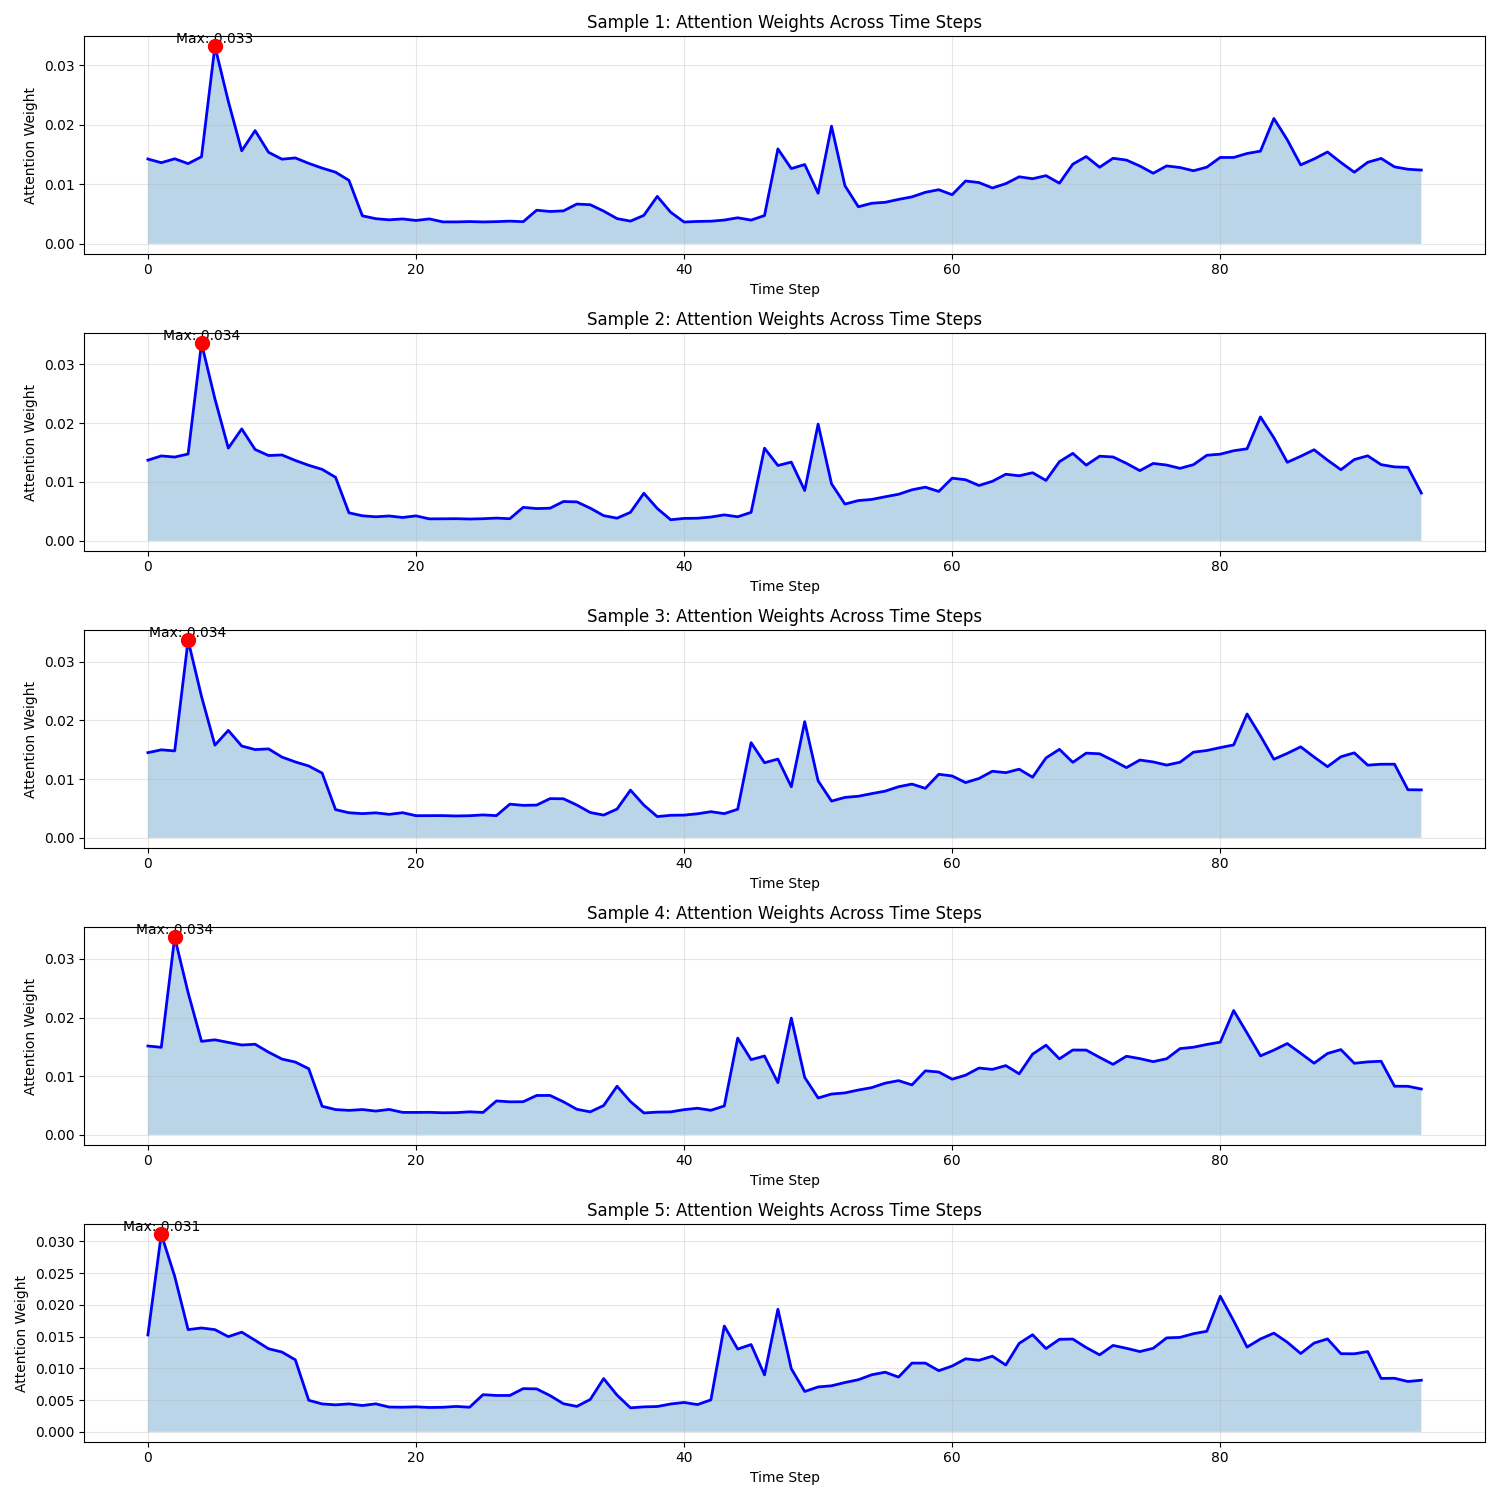 Sample 1: Attention Weights Across Time Steps
Max: 0.033
Attention Weight
0.03
0.02
0.01
0.00
0 20 40 60 80
Time Step
Sample 2: Attention Weights Across Time Steps
Max: 0.034
Attention Weight
0.03
0.02
0.01
0.00
0 20 40 60 80
Time Step
Sample 3: Attention Weights Across Time Steps
Max: 0.034
Attention Weight
0.03
0.02
0.01
0.00
0 20 40 60 80
Time Step
Sample 4: Attention Weights Across Time Steps
Max: 0.034
Attention Weight
0.03
0.02
0.01
0.00
0 20 40 60 80
Time Step
Sample 5: Attention Weights Across Time Steps
Max: 0.031
Attention Weight
0.030
0.025
0.020
0.015
0.010
0.005
0.000
0 20 40 60 80
Time Step